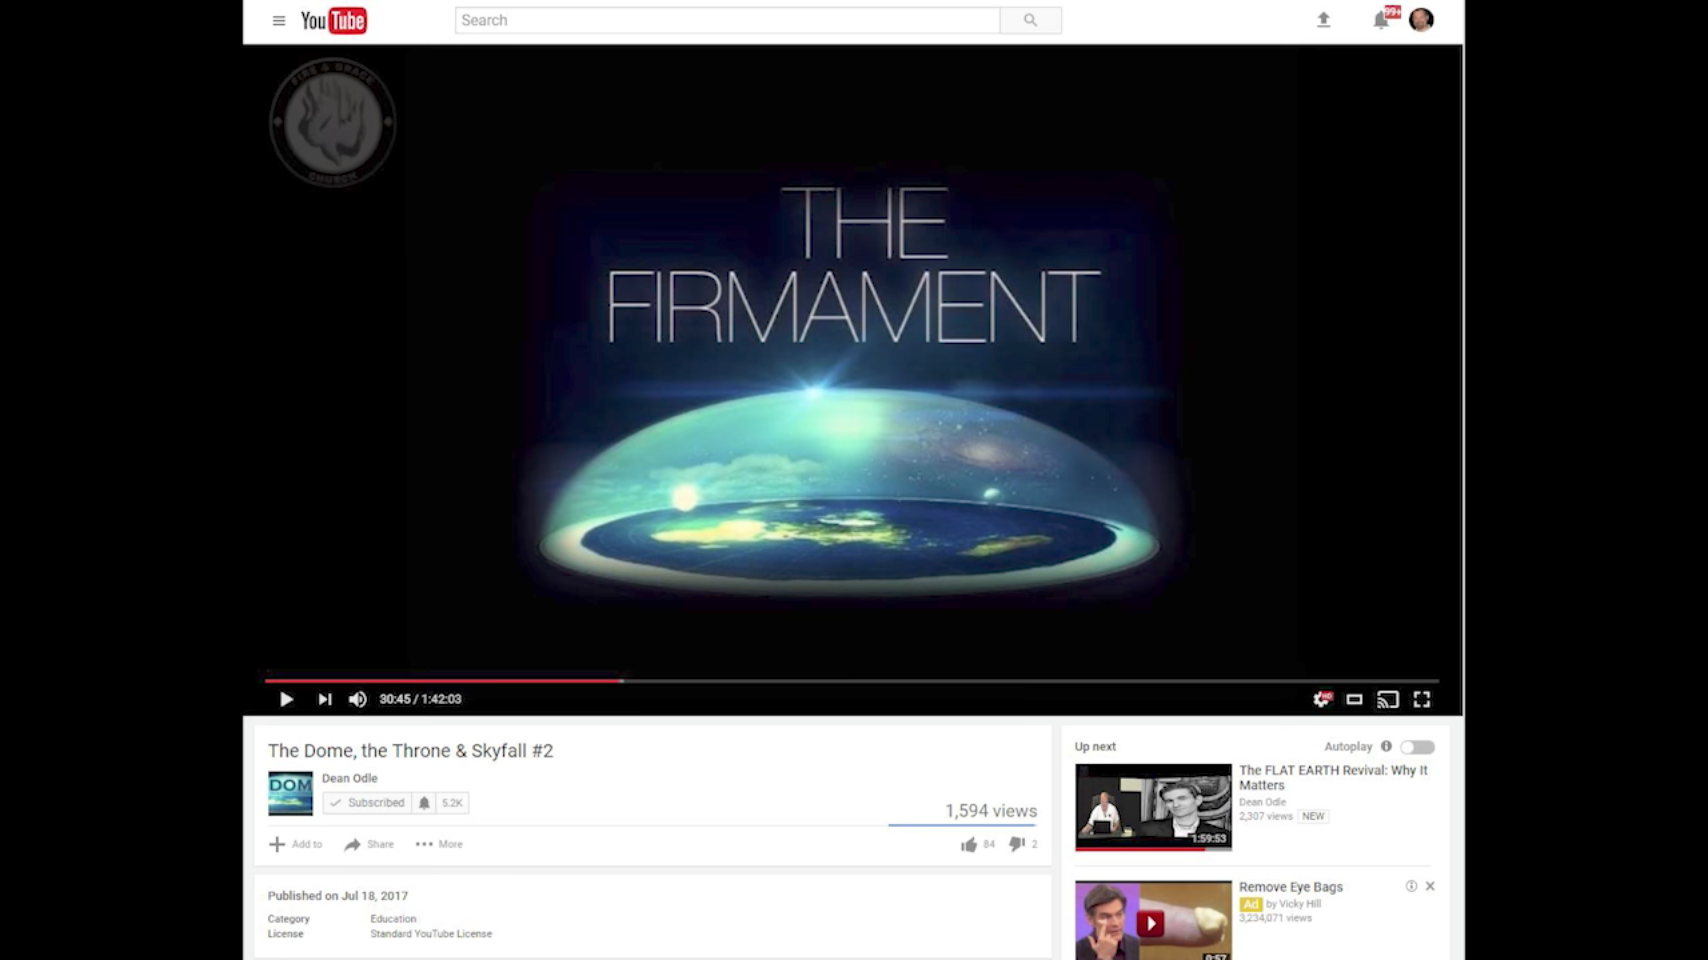 You Tube
Search
99+
FIRE & GRACE
CHURCH
THE
FIRMAMENT
30:45 / 1:42:03
HD
The Dome, the Throne & Skyfall #2
DOM
Dean Odle
Subscribed 5.2K
1,594 views
Add to Share More
84 2
Published on Jul 18, 2017
Category Education
License Standard YouTube License
Up next
Autoplay
The FLAT EARTH Revival: Why It
Matters
Dean Odle
2,307 views NEW
1:59:53
Remove Eye Bags
Ad by Vicky Hill
3,234,071 views
0:57